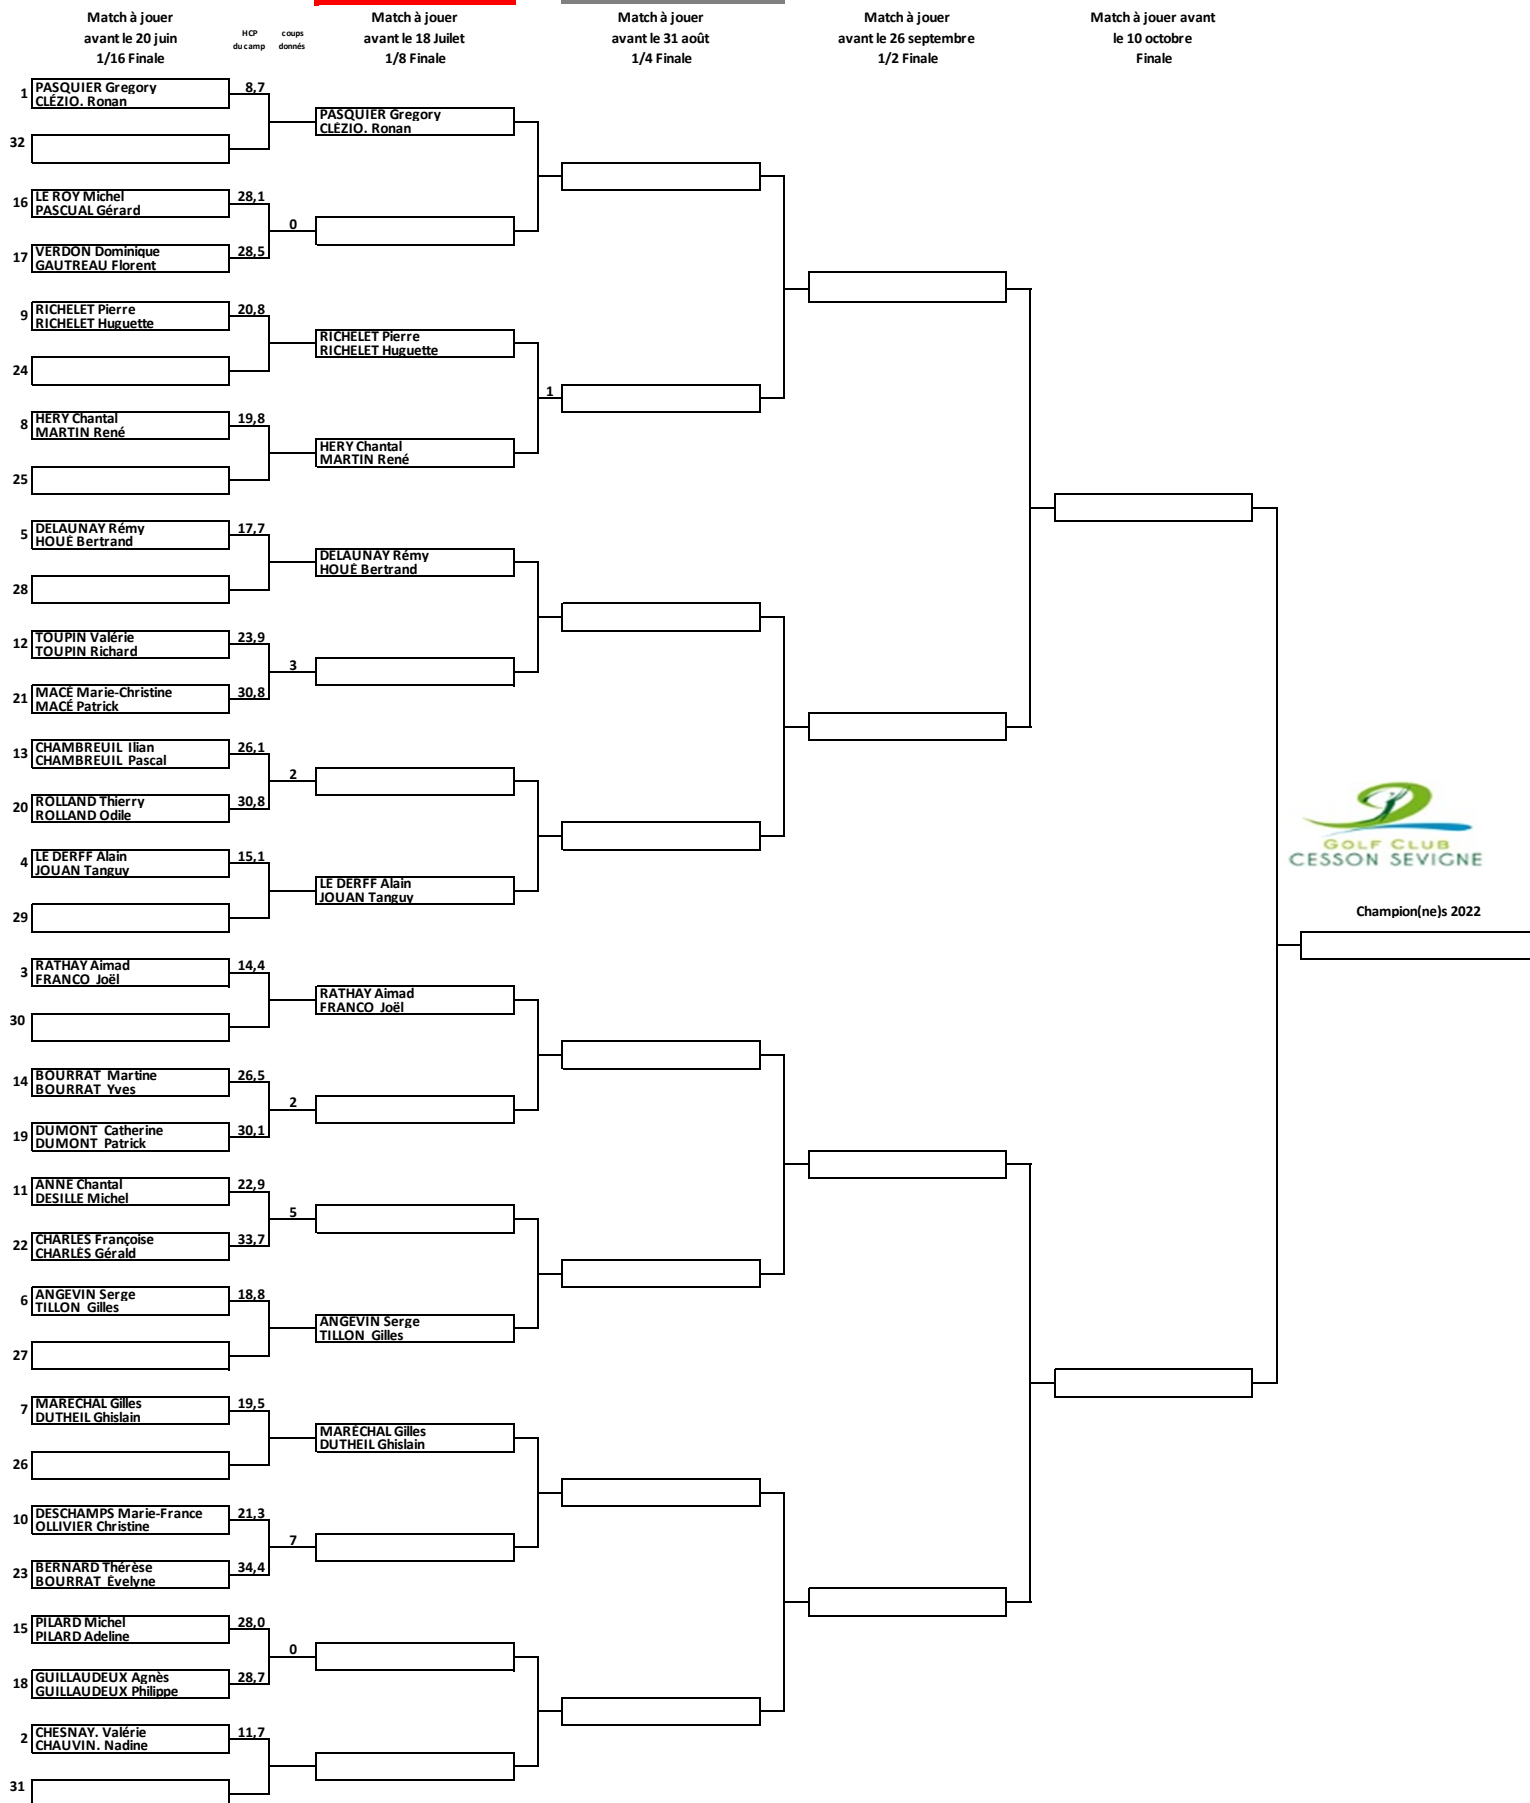 Match à jouer
avant le 20 juin
1/16 Finale
HCP
du camp
coups
donnés
Match à jouer
avant le 18 Juilet
1/8 Finale
Match à jouer
avant le 31 août
1/4 Finale
Match à jouer
avant le 26 septembre
1/2 Finale
Match à jouer avant
le 10 octobre
Finale
1 PASQUIER Gregory 8,7
CLÉZIO. Ronan
PASQUIER Gregory
CLÉZIO. Ronan
32
16 LE ROY Michel 28,1
PASCUAL Gérard
0
17 VERDON Dominique 28,5
GAUTREAU Florent
9 RICHELET Pierre 20,8
RICHELET Huguette
RICHELET Pierre
RICHELET Huguette
24
1
8 HERY Chantal 19,8
MARTIN René
HERY Chantal
MARTIN René
25
5 DELAUNAY Rémy 17,7
HOUÉ Bertrand
DELAUNAY Rémy
HOUÉ Bertrand
28
12 TOUPIN Valérie 23,9
TOUPIN Richard
3
21 MACÉ Marie-Christine 30,8
MACÉ Patrick
13 CHAMBREUIL Ilian 26,1
CHAMBREUIL Pascal
2
20 ROLLAND Thierry 30,8
ROLLAND Odile
4 LE DERFF Alain 15,1
JOUAN Tanguy
LE DERFF Alain
JOUAN Tanguy
29
GOLF CLUB
CESSON SEVIGNE
Champion(ne)s 2022
3 RATHAY Aimad 14,4
FRANCO Joël
RATHAY Aimad
FRANCO Joël
30
14 BOURRAT Martine 26,5
BOURRAT Yves
2
19 DUMONT Catherine 30,1
DUMONT Patrick
11 ANNE Chantal 22,9
DESILLE Michel
5
22 CHARLES Françoise 33,7
CHARLÈS Gérald
6 ANGEVIN Serge 18,8
TILLON Gilles
ANGEVIN Serge
TILLON Gilles
27
7 MARÉCHAL Gilles 19,5
DUTHEIL Ghislain
MARÉCHAL Gilles
DUTHEIL Ghislain
26
10 DESCHAMPS Marie-France 21,3
OLLIVIER Christine
7
23 BERNARD Thérèse 34,4
BOURRAT Évelyne
15 PILARD Michel 28,0
PILARD Adeline
0
18 GUILLAUDEUX Agnès 28,7
GUILLAUDEUX Philippe
2 CHESNAY. Valérie 11,7
CHAUVIN. Nadine
31